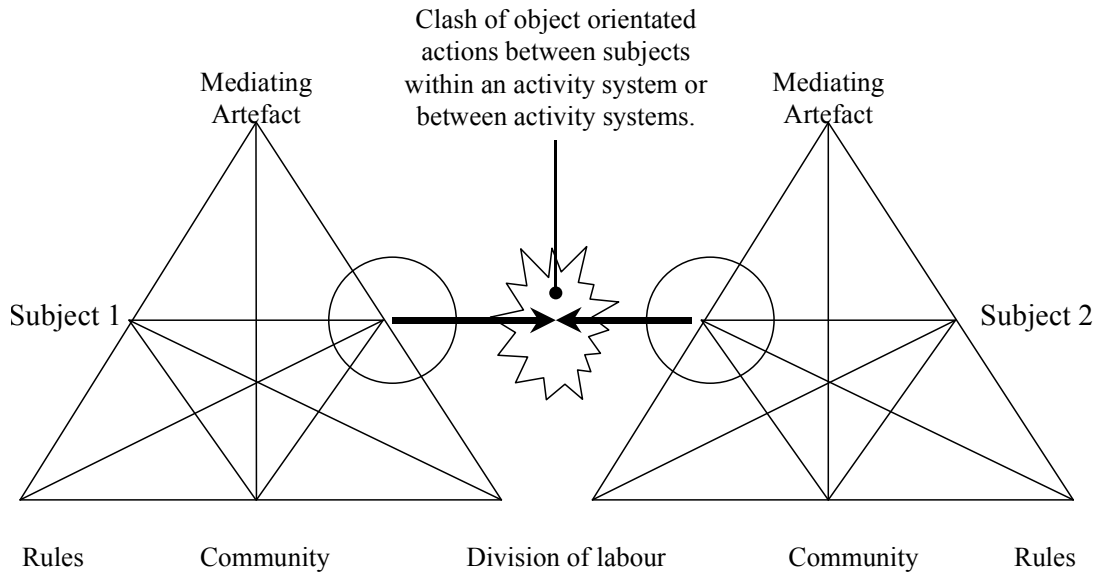 Clash of object orientated
actions between subjects
within an activity system or
between activity systems.
Mediating
Artefact
Mediating
Artefact
Subject 1
Subject 2
Rules
Community
Division of labour
Community
Rules